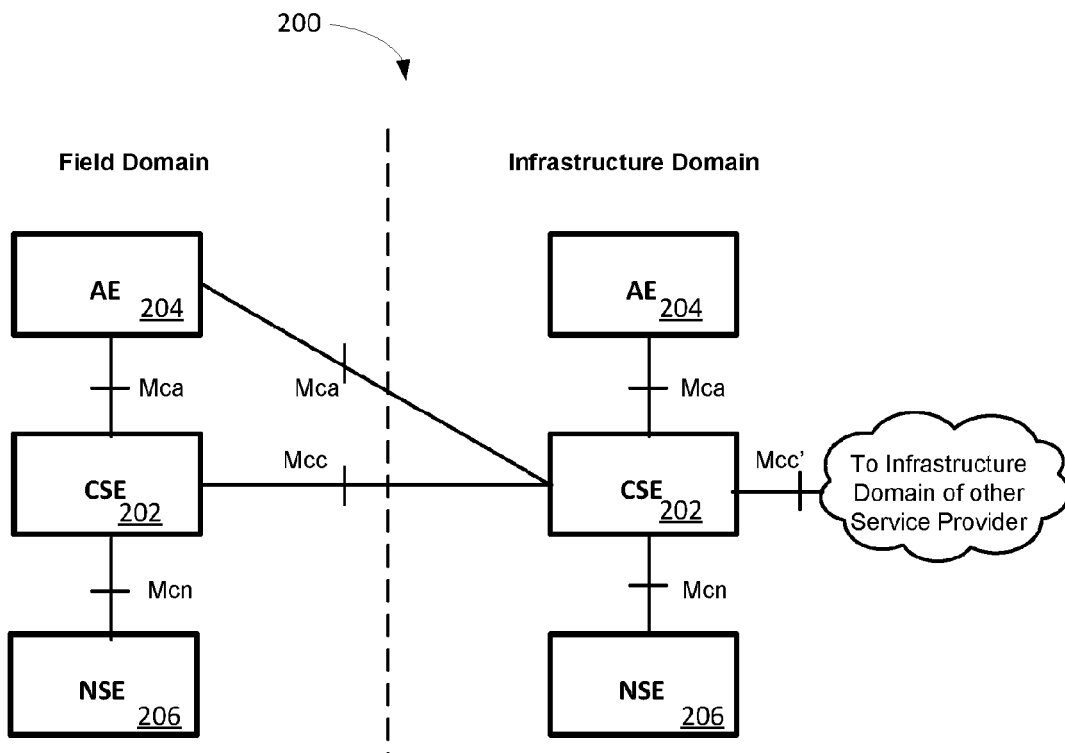 200
Field Domain
Infrastructure Domain
AE
204
AE
204
Mca
Mca
Mca
Mcc
Mcc'
CSE
202
CSE
202
To Infrastructure
Domain of other
Service Provider
Mcn
Mcn
NSE
206
NSE
206